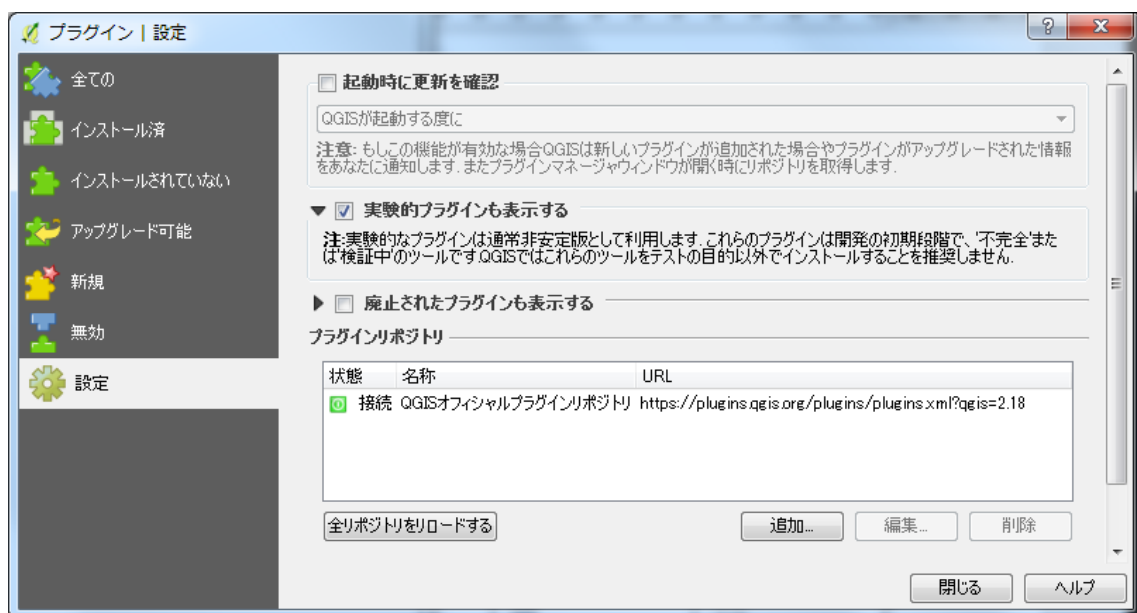 プラグイン | 設定
全ての
インストール済
インストールされていない
アップグレード可能
新規
無効
設定
起動時に更新を確認
QGISが起動する度に
注意: もしこの機能が有効な場合QGISは新しいプラグインが追加された場合やプラグインがアップグレードされた情報
をあなたに通知します. またプラグインマネージャウィンドウが開く時にリポジトリを取得します.
実験的プラグインも表示する
注:実験的なプラグインは通常非安定版として利用します. これらのプラグインは開発の初期段階で、'不完全'また
は'検証中'のツールです.QGISではこれらのツールをテストの目的以外でインストールすることを推奨しません.
廃止されたプラグインも表示する
プラグインリポジトリ
状態 名称 URL
接続 QGISオフィシャルプラグインリポジトリ https://plugins.qgis.org/plugins/plugins.xml?qgis=2.18
全リポジトリをリロードする 追加... 編集... 削除
閉じる ヘルプ